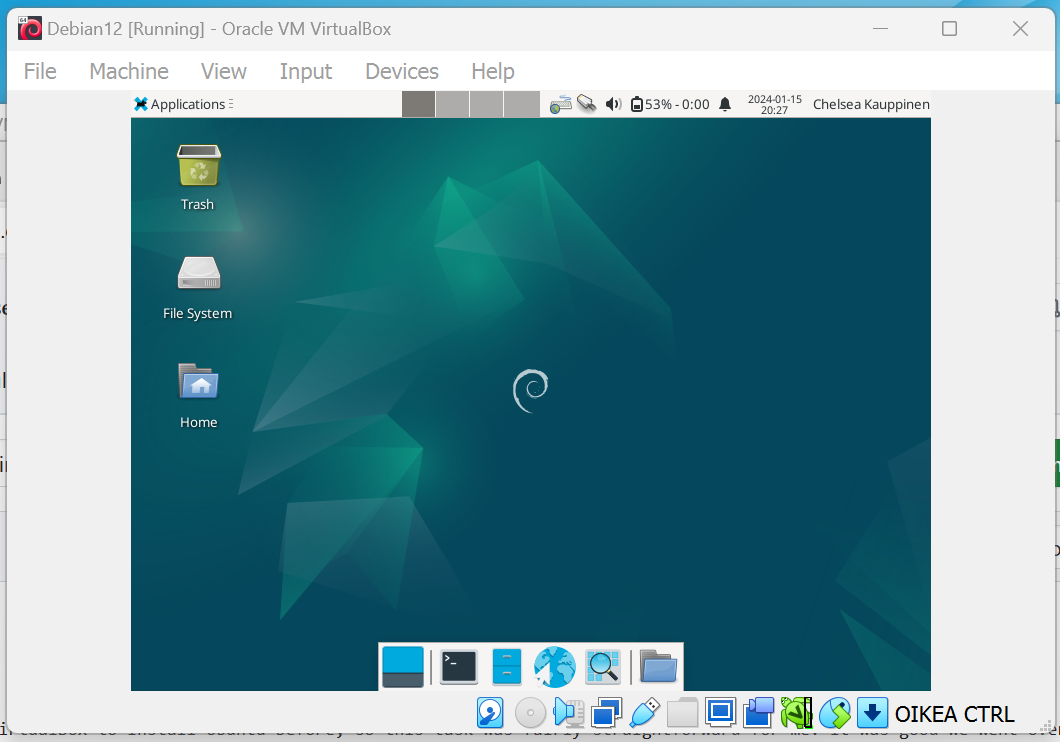 Debian12 [Running] - Oracle VM VirtualBox
File Machine View Input Devices Help
Applications
53% - 0:00
2024-01-15
20:27
Chelsea Kauppinen
Trash
File System
Home
OIKEA CTRL